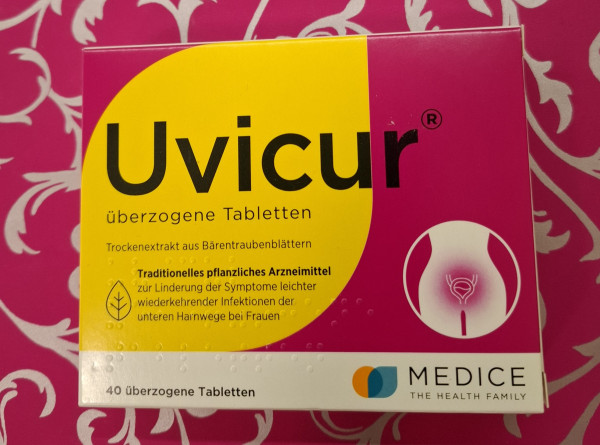 Uvicur®
überzogene Tabletten
Trockenextrakt aus Bärentraubenblättern
Traditionelles pflanzliches Arzneimittel
zur Linderung der Symptome leichter
wiederkehrender Infektionen der
unteren Harnwege bei Frauen
40 überzogene Tabletten
MEDICE
THE HEALTH FAMILY